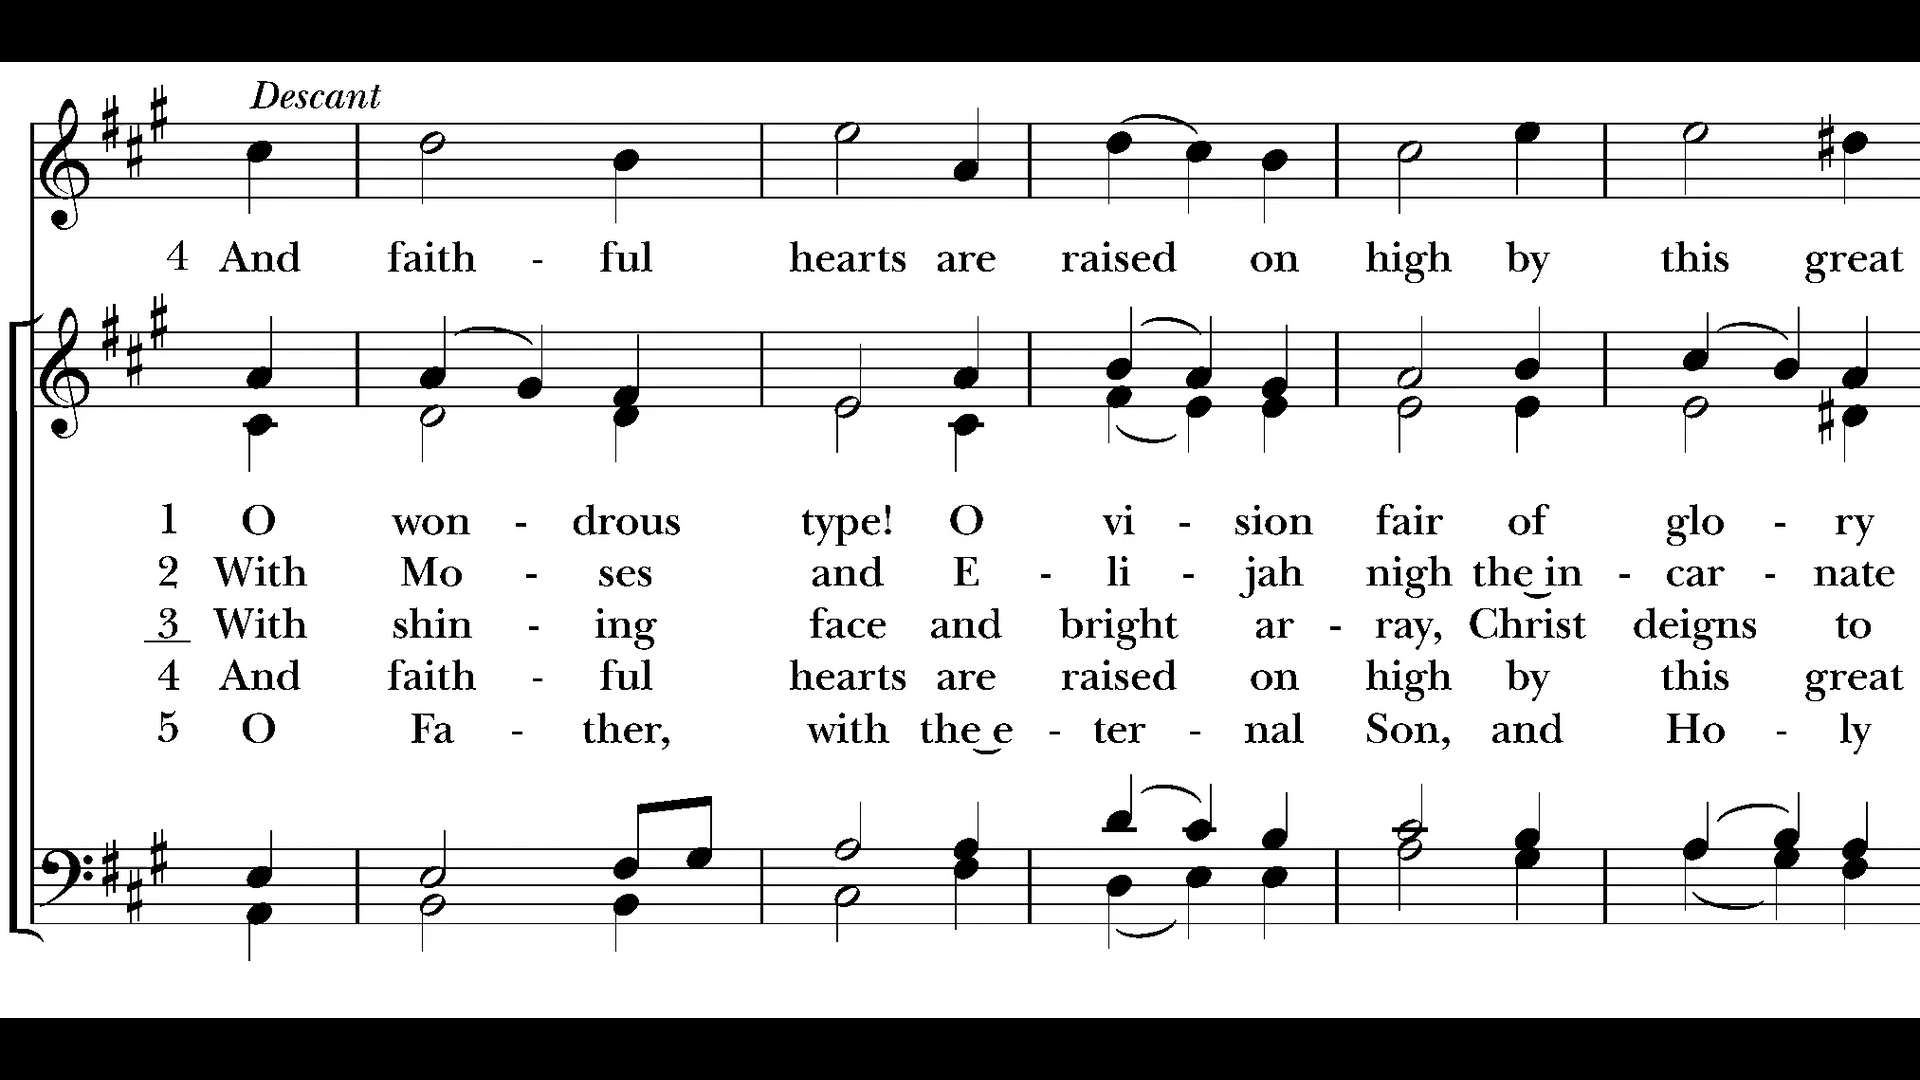 Descant
4 And faith - ful hearts are raised on high by this great
1 O won - drous type! O vi - sion fair of glo - ry
2 With Mo - ses and E - li - jah nigh the in - car - nate
3 With shin - ing face and bright ar - ray, Christ deigns to
4 And faith - ful hearts are raised on high by this great
5 O Fa - ther, with the e - ter - nal Son, and Ho - ly